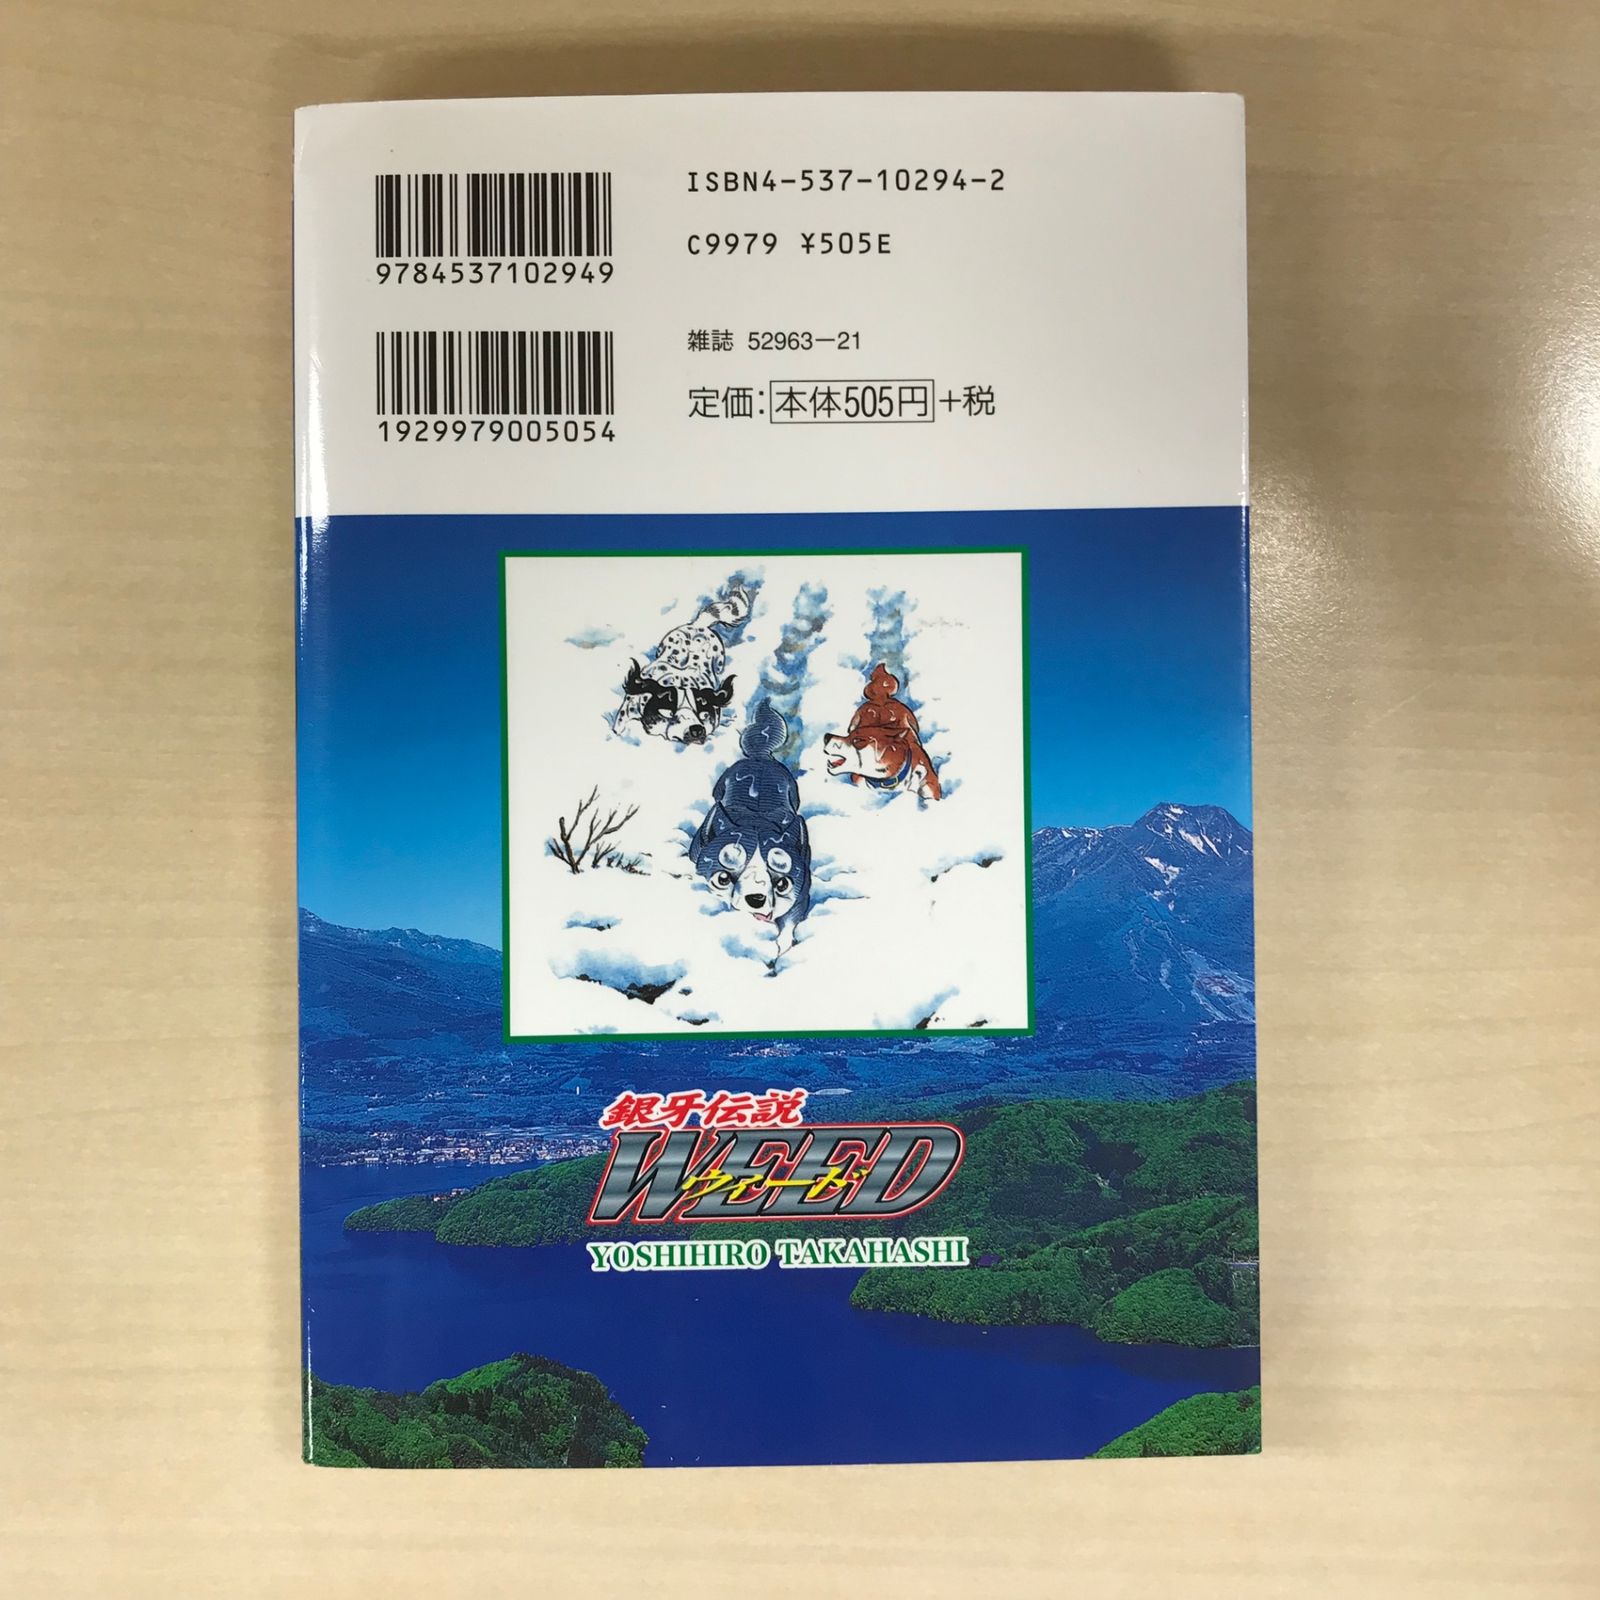 ISBN4-537-10294-2
C9979 ¥505E
9784537102949
雑誌 52963-21
定価:本体505円+税
1929979005054
銀牙伝説
WEED
ウィード
YOSHIHIRO TAKAHASHI